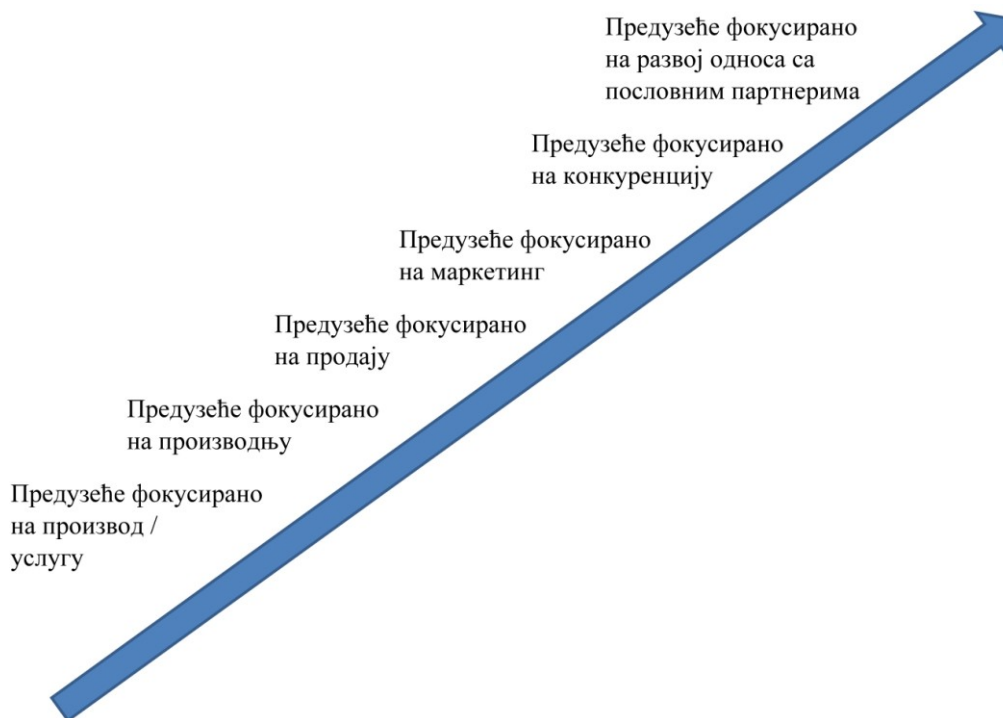 Предузеће фокусирано
на развој односа са
пословним партнерима
Предузеће фокусирано
на конкуренцију
Предузеће фокусирано
на маркетинг
Предузеће фокусирано
на продају
Предузеће фокусирано
на производњу
Предузеће фокусирано
на производ /
услугу